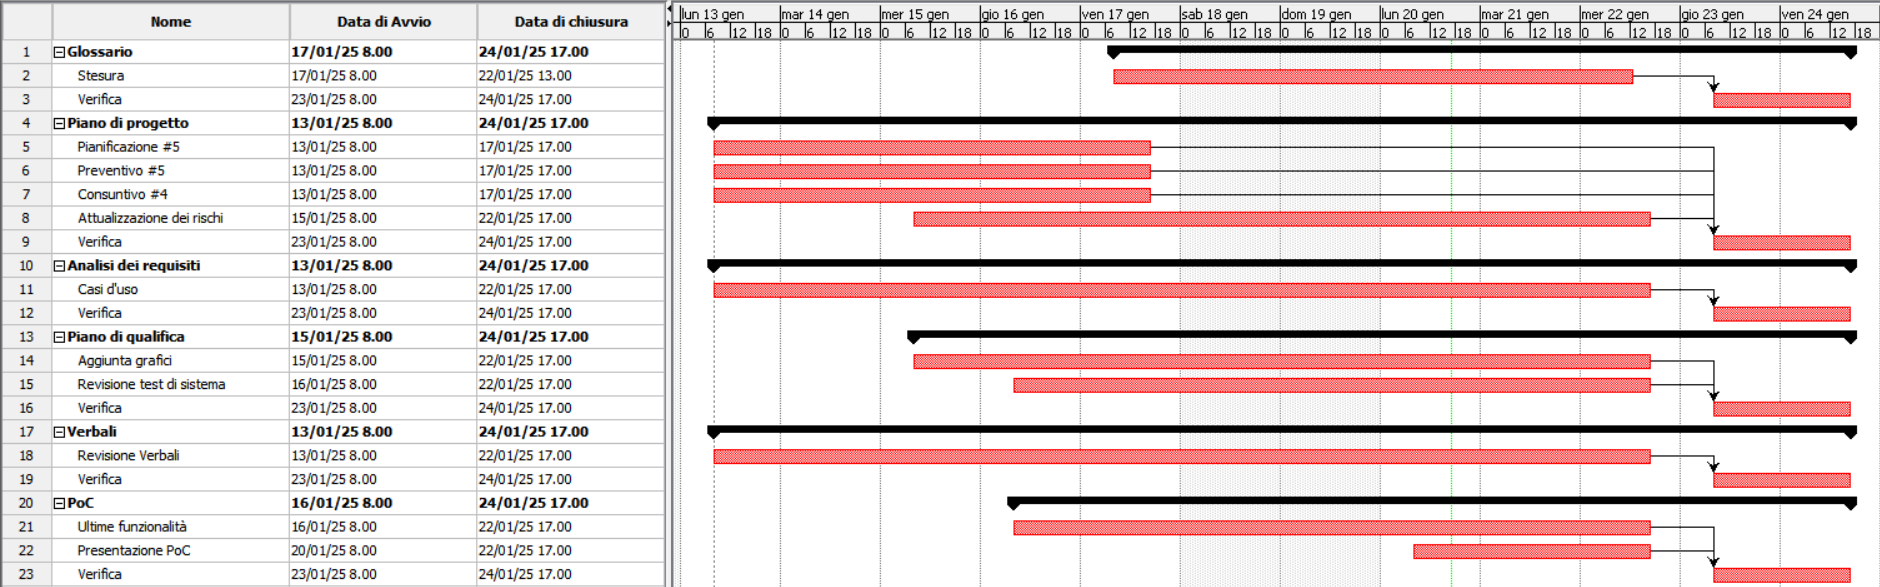 Nome Data di Avvio Data di chiusura
lun 13 gen mar 14 gen mer 15 gen gio 16 gen ven 17 gen sab 18 gen dom 19 gen lun 20 gen mar 21 gen mer 22 gen gio 23 gen ven 24 gen
0 6 12 18 0 6 12 18 0 6 12 18 0 6 12 18 0 6 12 18 0 6 12 18 0 6 12 18 0 6 12 18 0 6 12 18 0 6 12 18 0 6 12 18 0 6 12 18
1 Glossario 17/01/25 8.00 24/01/25 17.00
2 Stesura 17/01/25 8.00 22/01/25 13.00
3 Verifica 23/01/25 8.00 24/01/25 17.00
4 Piano di progetto 13/01/25 8.00 24/01/25 17.00
5 Pianificazione #5 13/01/25 8.00 17/01/25 17.00
6 Preventivo #5 13/01/25 8.00 17/01/25 17.00
7 Consuntivo #4 13/01/25 8.00 17/01/25 17.00
8 Attualizzazione dei rischi 15/01/25 8.00 22/01/25 17.00
9 Verifica 23/01/25 8.00 24/01/25 17.00
10 Analisi dei requisiti 13/01/25 8.00 24/01/25 17.00
11 Casi d'uso 13/01/25 8.00 22/01/25 17.00
12 Verifica 23/01/25 8.00 24/01/25 17.00
13 Piano di qualifica 15/01/25 8.00 24/01/25 17.00
14 Aggiunta grafici 15/01/25 8.00 22/01/25 17.00
15 Revisione test di sistema 16/01/25 8.00 22/01/25 17.00
16 Verifica 23/01/25 8.00 24/01/25 17.00
17 Verbali 13/01/25 8.00 24/01/25 17.00
18 Revisione Verbali 13/01/25 8.00 22/01/25 17.00
19 Verifica 23/01/25 8.00 24/01/25 17.00
20 PoC 16/01/25 8.00 24/01/25 17.00
21 Ultime funzionalità 16/01/25 8.00 22/01/25 17.00
22 Presentazione PoC 20/01/25 8.00 22/01/25 17.00
23 Verifica 23/01/25 8.00 24/01/25 17.00